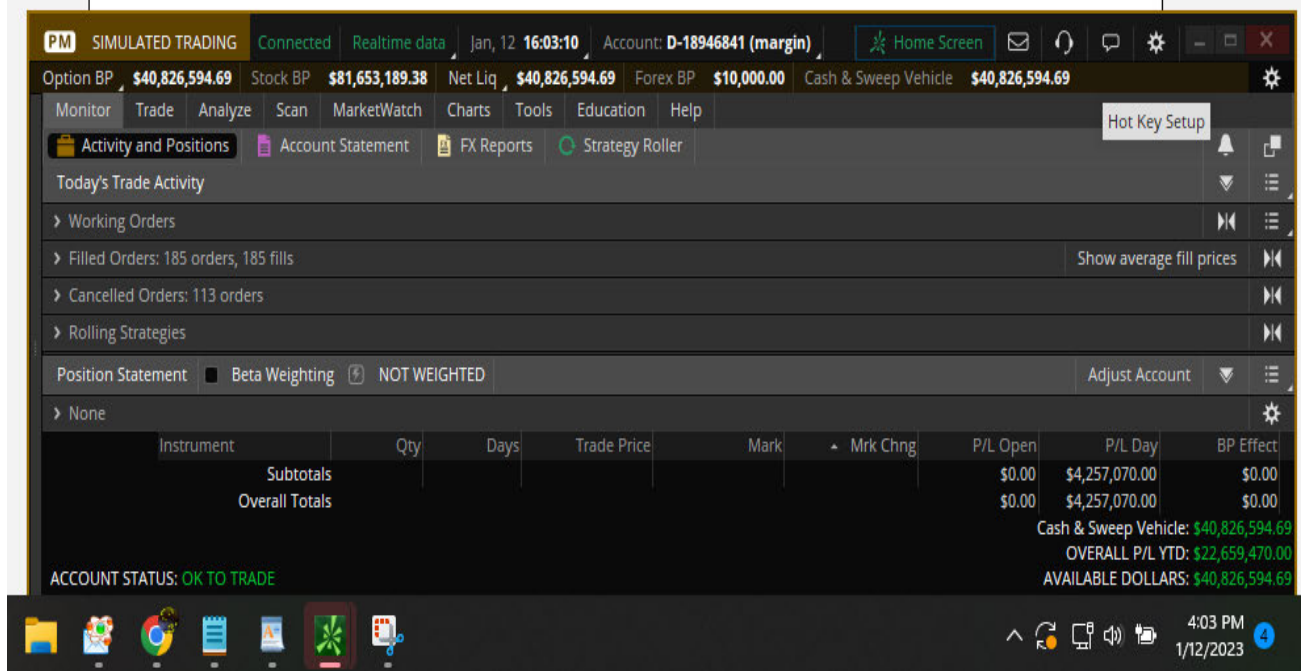 PM SIMULATED TRADING Connected Realtime data Jan, 12 16:03:10 Account: D-18946841 (margin) Home Screen
Option BP $40,826,594.69 Stock BP $81,653,189.38 Net Liq $40,826,594.69 Forex BP $10,000.00 Cash & Sweep Vehicle $40,826,594.69
Monitor Trade Analyze Scan MarketWatch Charts Tools Education Help
Hot Key Setup
Activity and Positions Account Statement FX Reports Strategy Roller
Today's Trade Activity
Working Orders
Filled Orders: 185 orders, 185 fills Show average fill prices
Cancelled Orders: 113 orders
Rolling Strategies
Position Statement Beta Weighting NOT WEIGHTED Adjust Account
None
Instrument Qty Days Trade Price Mark Mrk Chng P/L Open P/L Day BP Effect
Subtotals $0.00 $4,257,070.00 $0.00
Overall Totals $0.00 $4,257,070.00 $0.00
Cash & Sweep Vehicle: $40,826,594.69
OVERALL P/L YTD: $22,659,470.00
ACCOUNT STATUS: OK TO TRADE AVAILABLE DOLLARS: $40,826,594.69
4:03 PM
1/12/2023 4